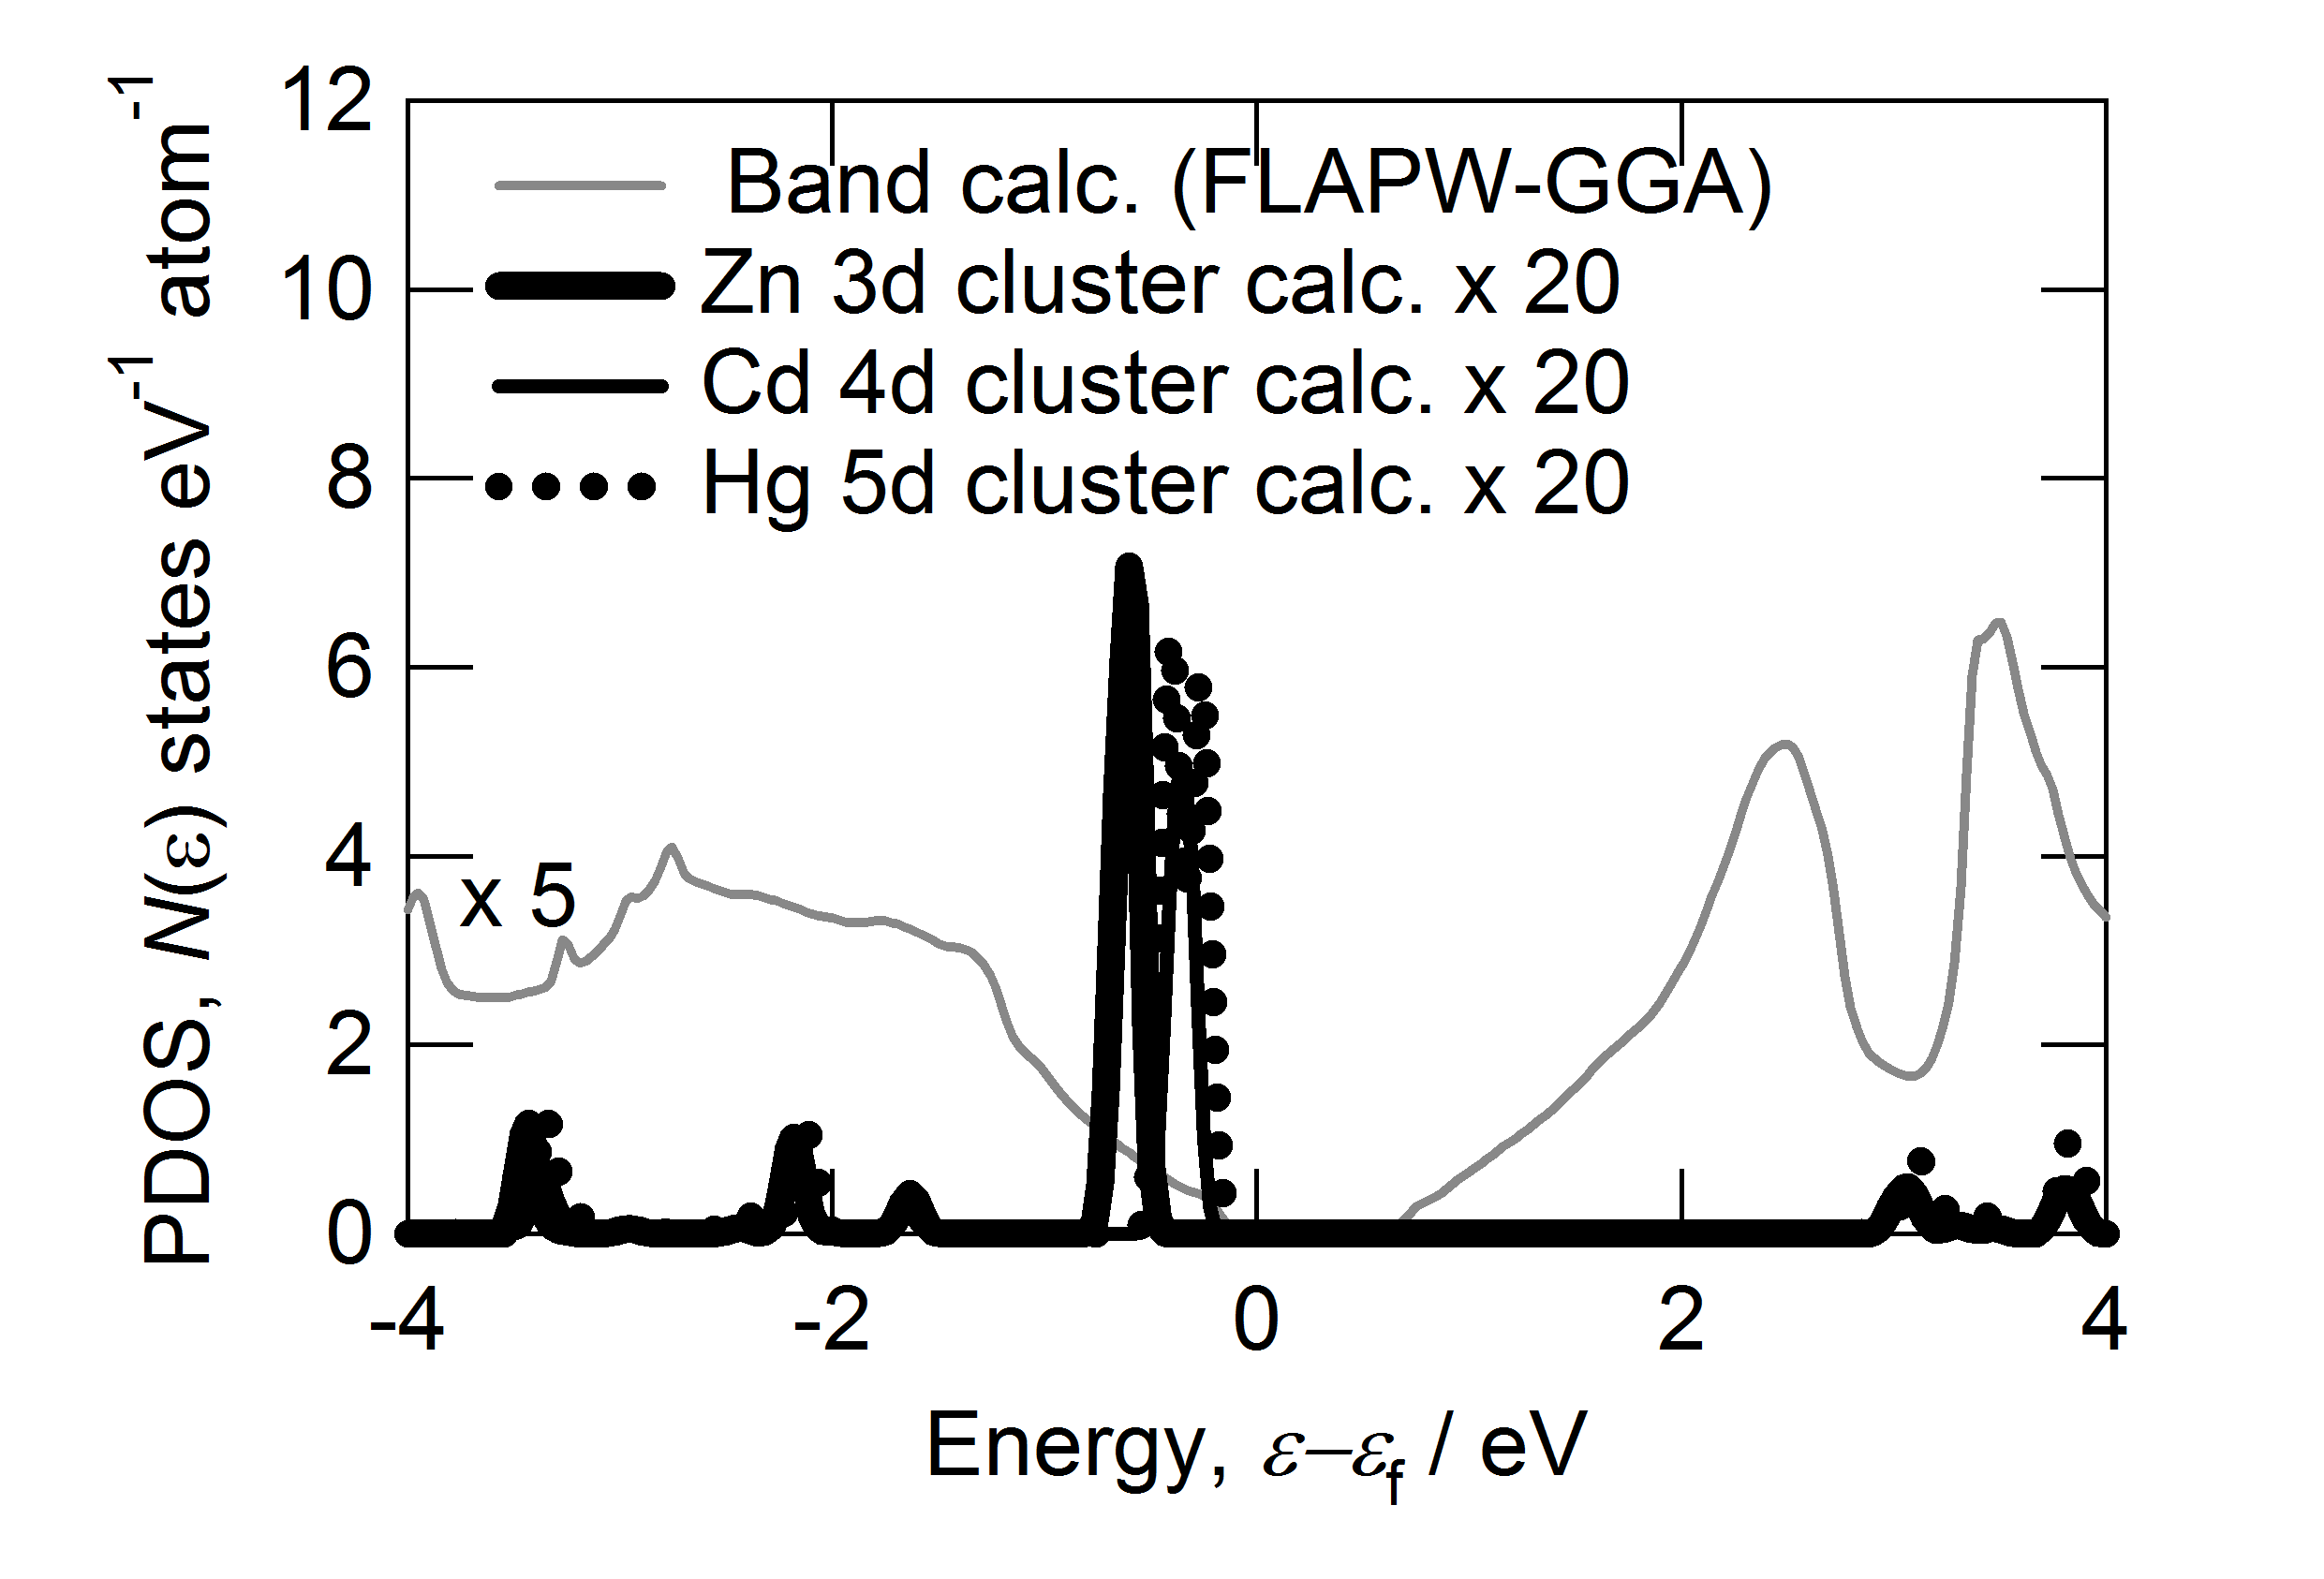 PDOS, N(ε) states eV⁻¹ atom⁻¹
12
10
8
6
4
2
0
Band calc. (FLAPW-GGA)
Zn 3d cluster calc. x 20
Cd 4d cluster calc. x 20
Hg 5d cluster calc. x 20
x 5
-4 -2 0 2 4
Energy, ε–εf / eV